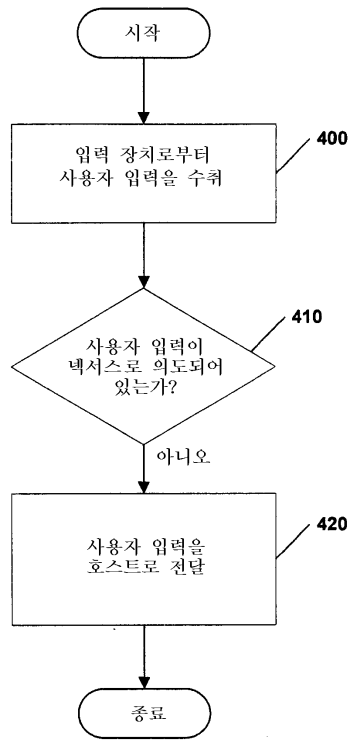 시작
입력 장치로부터
사용자 입력을 수취
400
사용자 입력이
넥서스로 의도되어
있는가?
410
아니오
사용자 입력을
호스트로 전달
420
종료